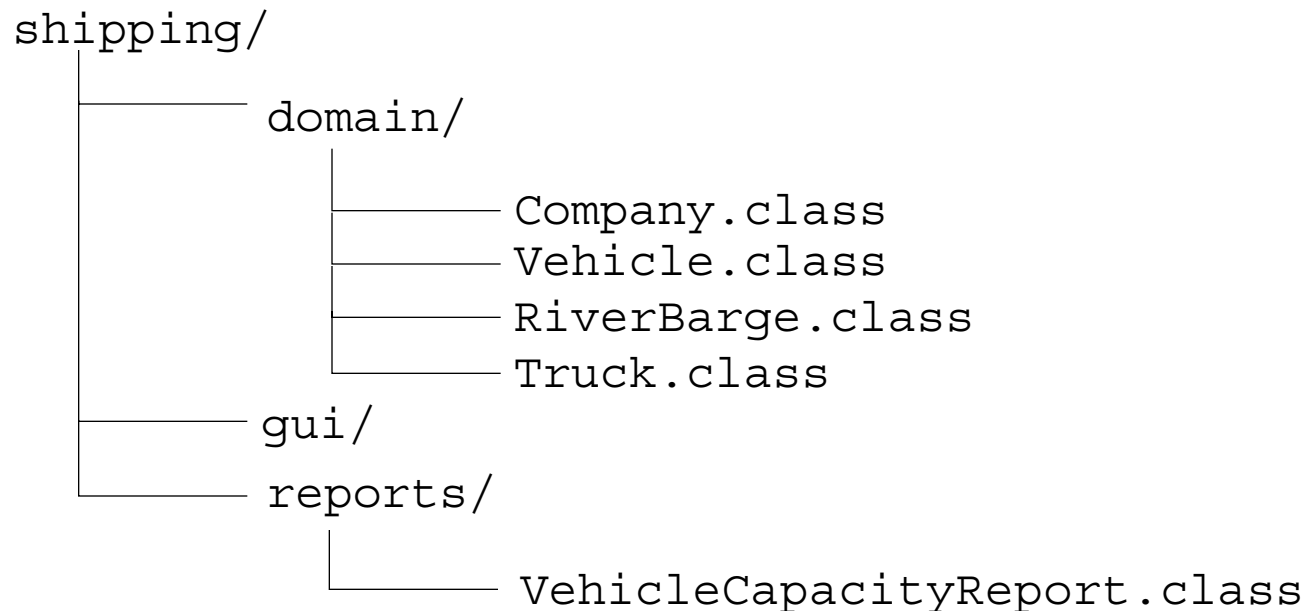 shipping/
domain/
Company.class
Vehicle.class
RiverBarge.class
Truck.class
gui/
reports/
VehicleCapacityReport.class